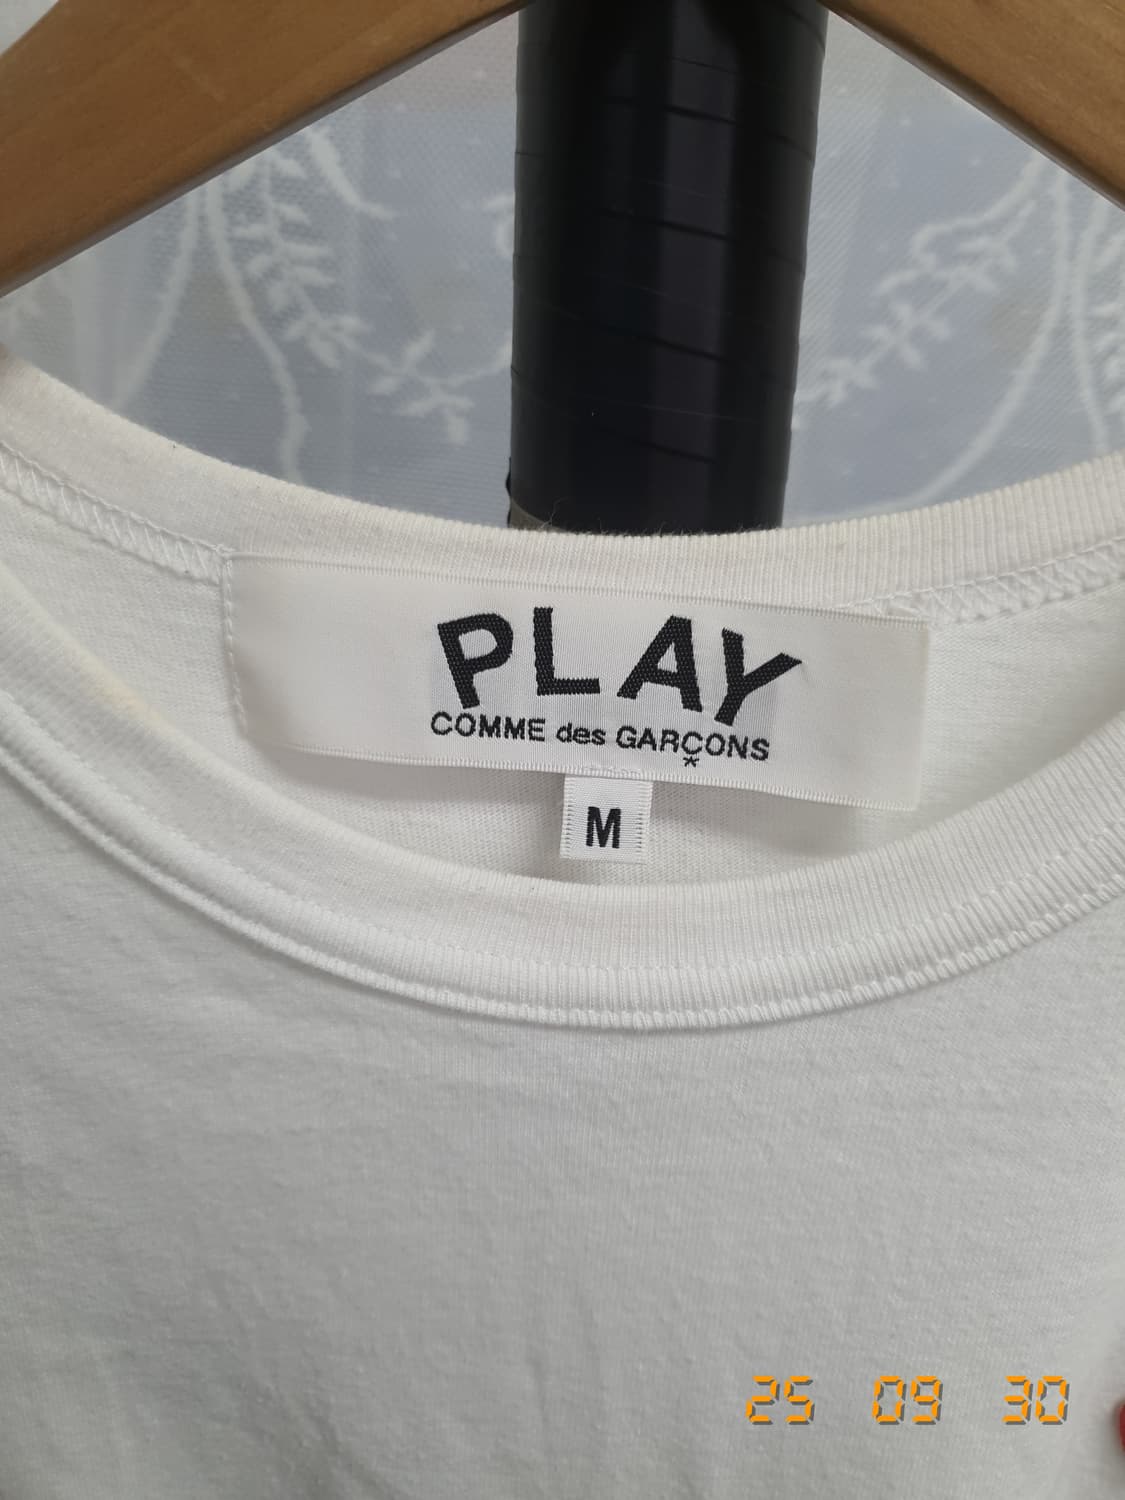 PLAY
COMME des GARÇONS
*
M
25 09 30